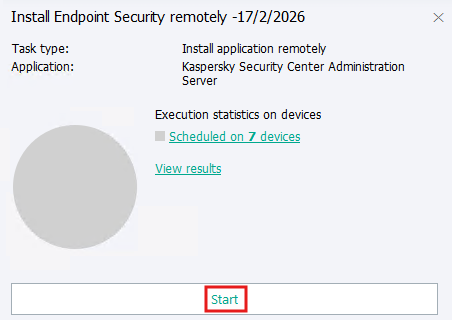 Install Endpoint Security remotely -17/2/2026
Task type: Install application remotely
Application: Kaspersky Security Center Administration
Server
Execution statistics on devices
Scheduled on 7 devices
View results
Start